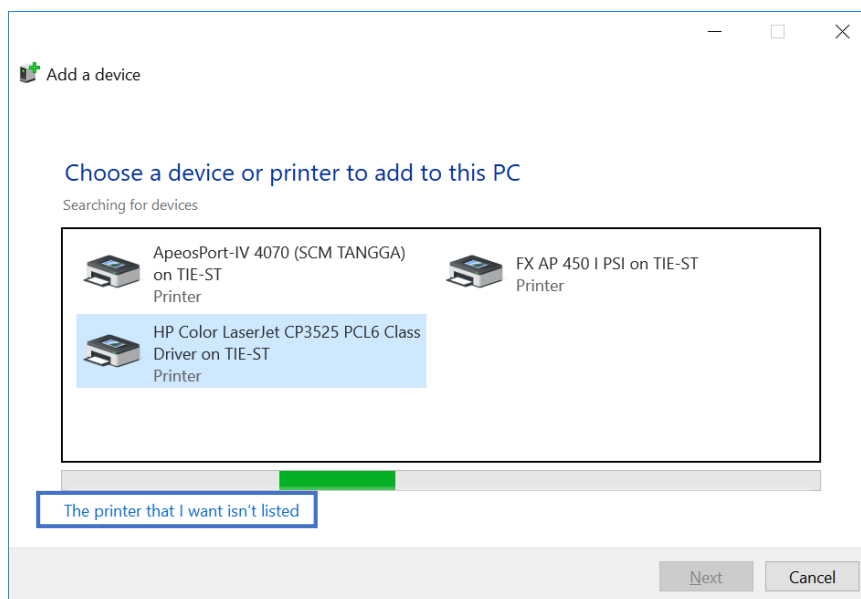 Add a device
Choose a device or printer to add to this PC
Searching for devices
ApeosPort-IV 4070 (SCM TANGGA)
on TIE-ST
Printer
FX AP 450 I PSI on TIE-ST
Printer
HP Color LaserJet CP3525 PCL6 Class
Driver on TIE-ST
Printer
The printer that I want isn't listed
Next
Cancel